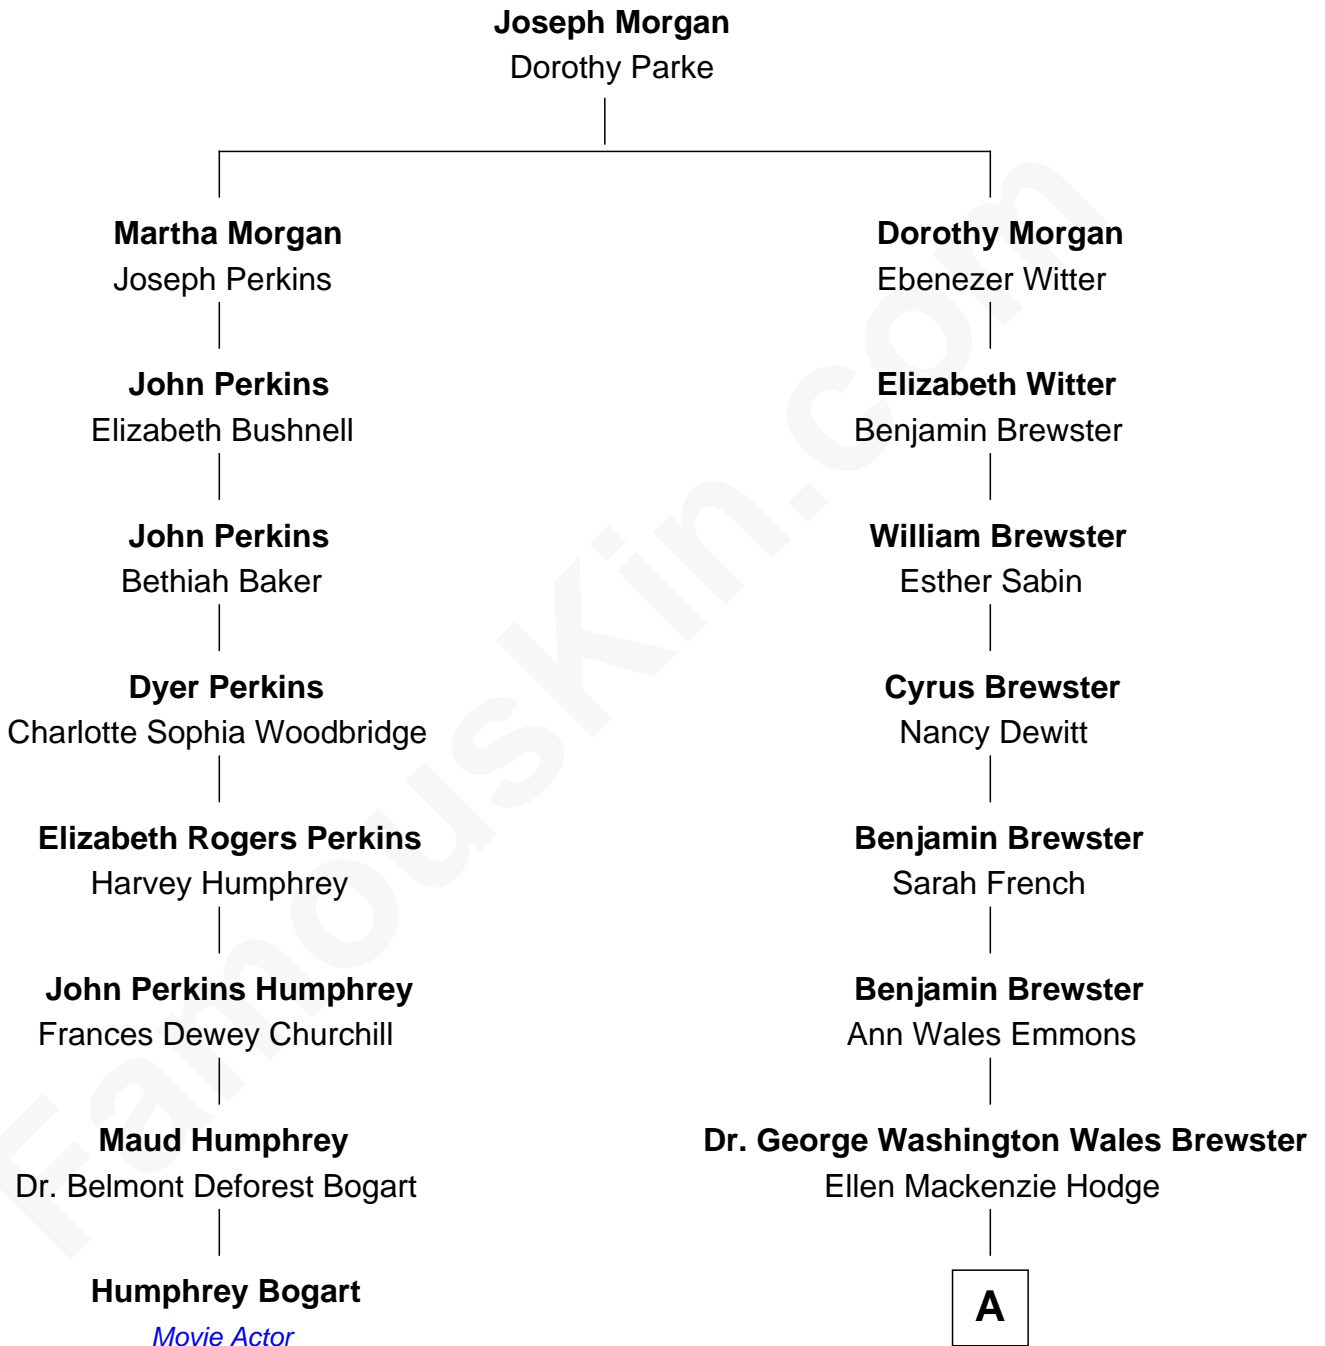 Joseph Morgan
Dorothy Parke
Martha Morgan
Joseph Perkins
Dorothy Morgan
Ebenezer Witter
John Perkins
Elizabeth Bushnell
Elizabeth Witter
Benjamin Brewster
John Perkins
Bethiah Baker
William Brewster
Esther Sabin
Dyer Perkins
Charlotte Sophia Woodbridge
Cyrus Brewster
Nancy Dewitt
Elizabeth Rogers Perkins
Harvey Humphrey
Benjamin Brewster
Sarah French
John Perkins Humphrey
Frances Dewey Churchill
Benjamin Brewster
Ann Wales Emmons
Maud Humphrey
Dr. Belmont Deforest Bogart
Dr. George Washington Wales Brewster
Ellen Mackenzie Hodge
Humphrey Bogart
Movie Actor
A
FamousKin.com